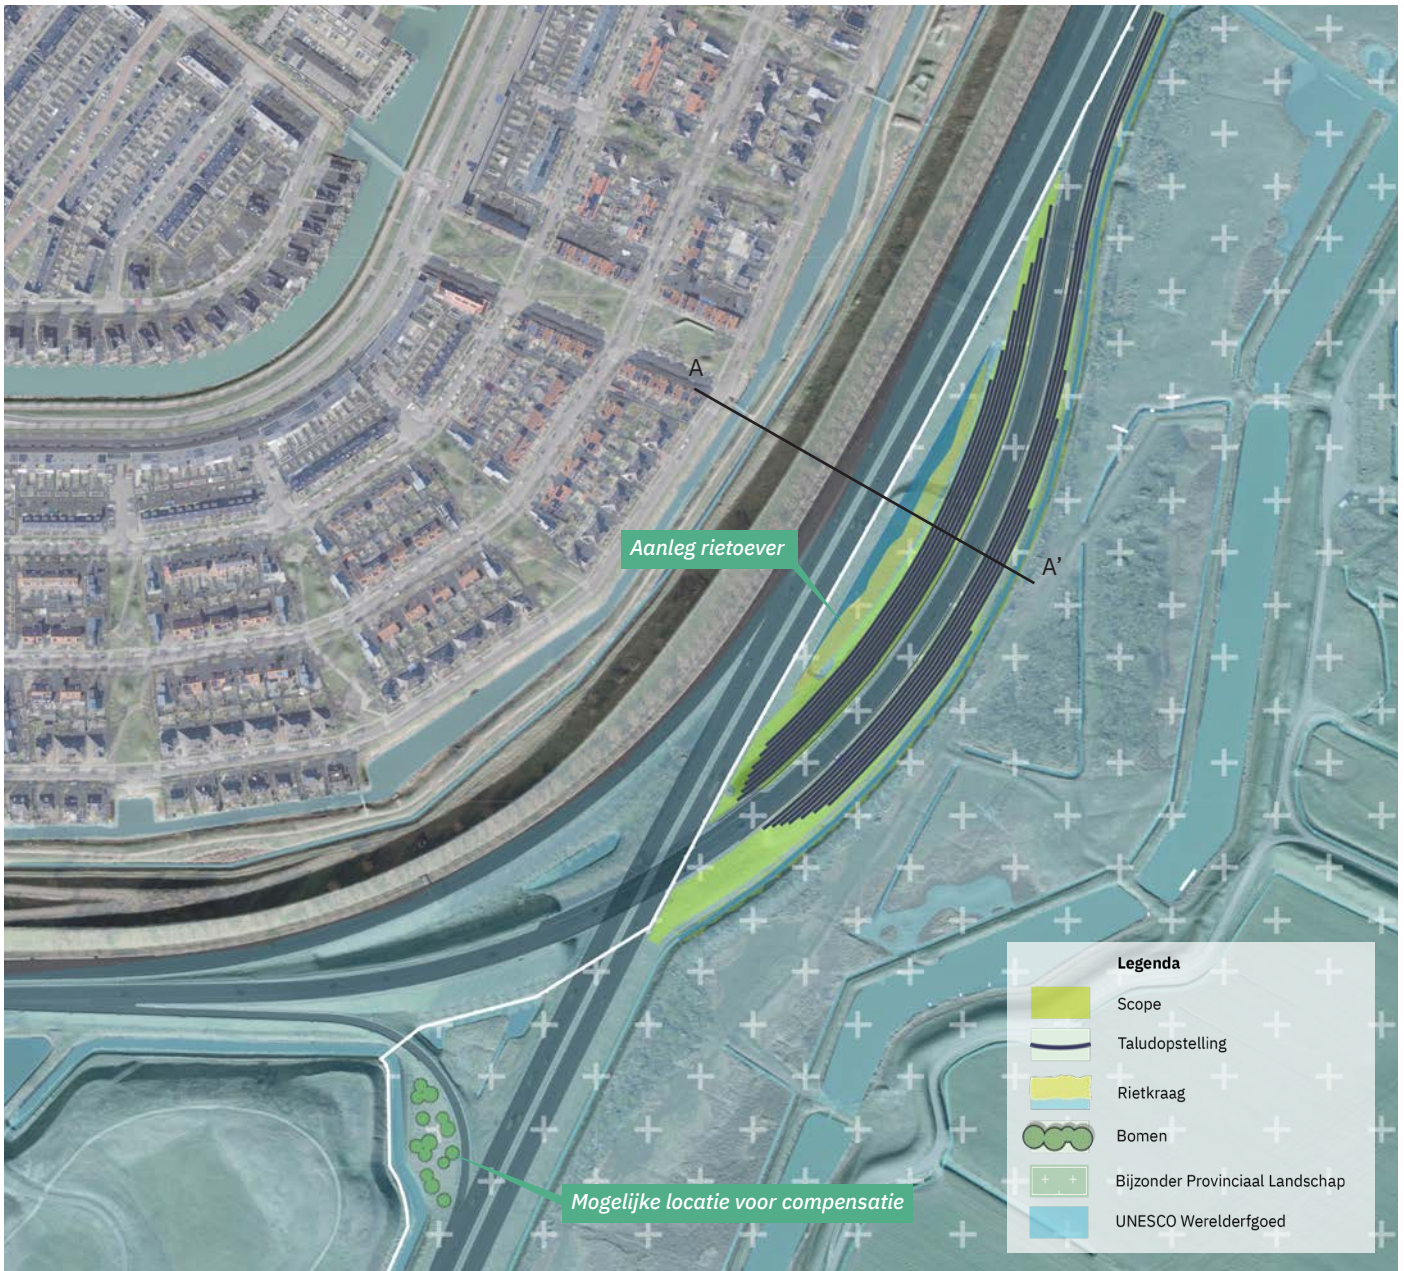 A
Aanleg rietoever
A’
Legenda
Scope
Taludopstelling
Rietkraag
Bomen
Bijzonder Provinciaal Landschap
UNESCO Werelderfgoed
Mogelijke locatie voor compensatie